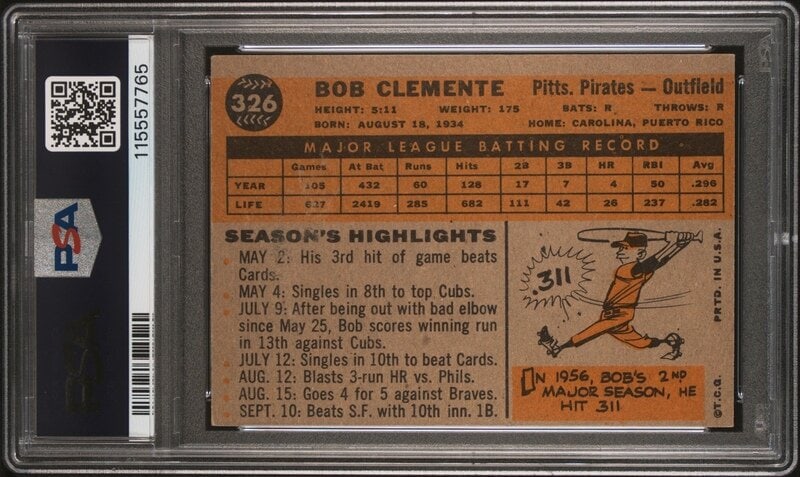 PSA
115557765
326
BOB CLEMENTE Pitts. Pirates — Outfield
HEIGHT: 5:11 WEIGHT: 175 BATS: R THROWS: R
BORN: AUGUST 18, 1934 HOME: CAROLINA, PUERTO RICO
MAJOR LEAGUE BATTING RECORD
Games At Bat Runs Hits 2B 3B HR RBI Avg
YEAR 105 432 60 128 17 7 4 50 .296
LIFE 627 2419 285 682 111 42 26 237 .282
SEASON'S HIGHLIGHTS
MAY 2: His 3rd hit of game beats
Cards.
MAY 4: Singles in 8th to top Cubs.
JULY 9: After being out with bad elbow
since May 25, Bob scores winning run
in 13th against Cubs.
JULY 12: Singles in 10th to beat Cards.
AUG. 12: Blasts 3-run HR vs. Phils.
AUG. 15: Goes 4 for 5 against Braves.
SEPT. 10: Beats S.F. with 10th inn. 1B.
.311
IN 1956, BOB'S 2ND
MAJOR SEASON, HE
HIT .311
©T.C.G. PRTD. IN U.S.A.
PSA